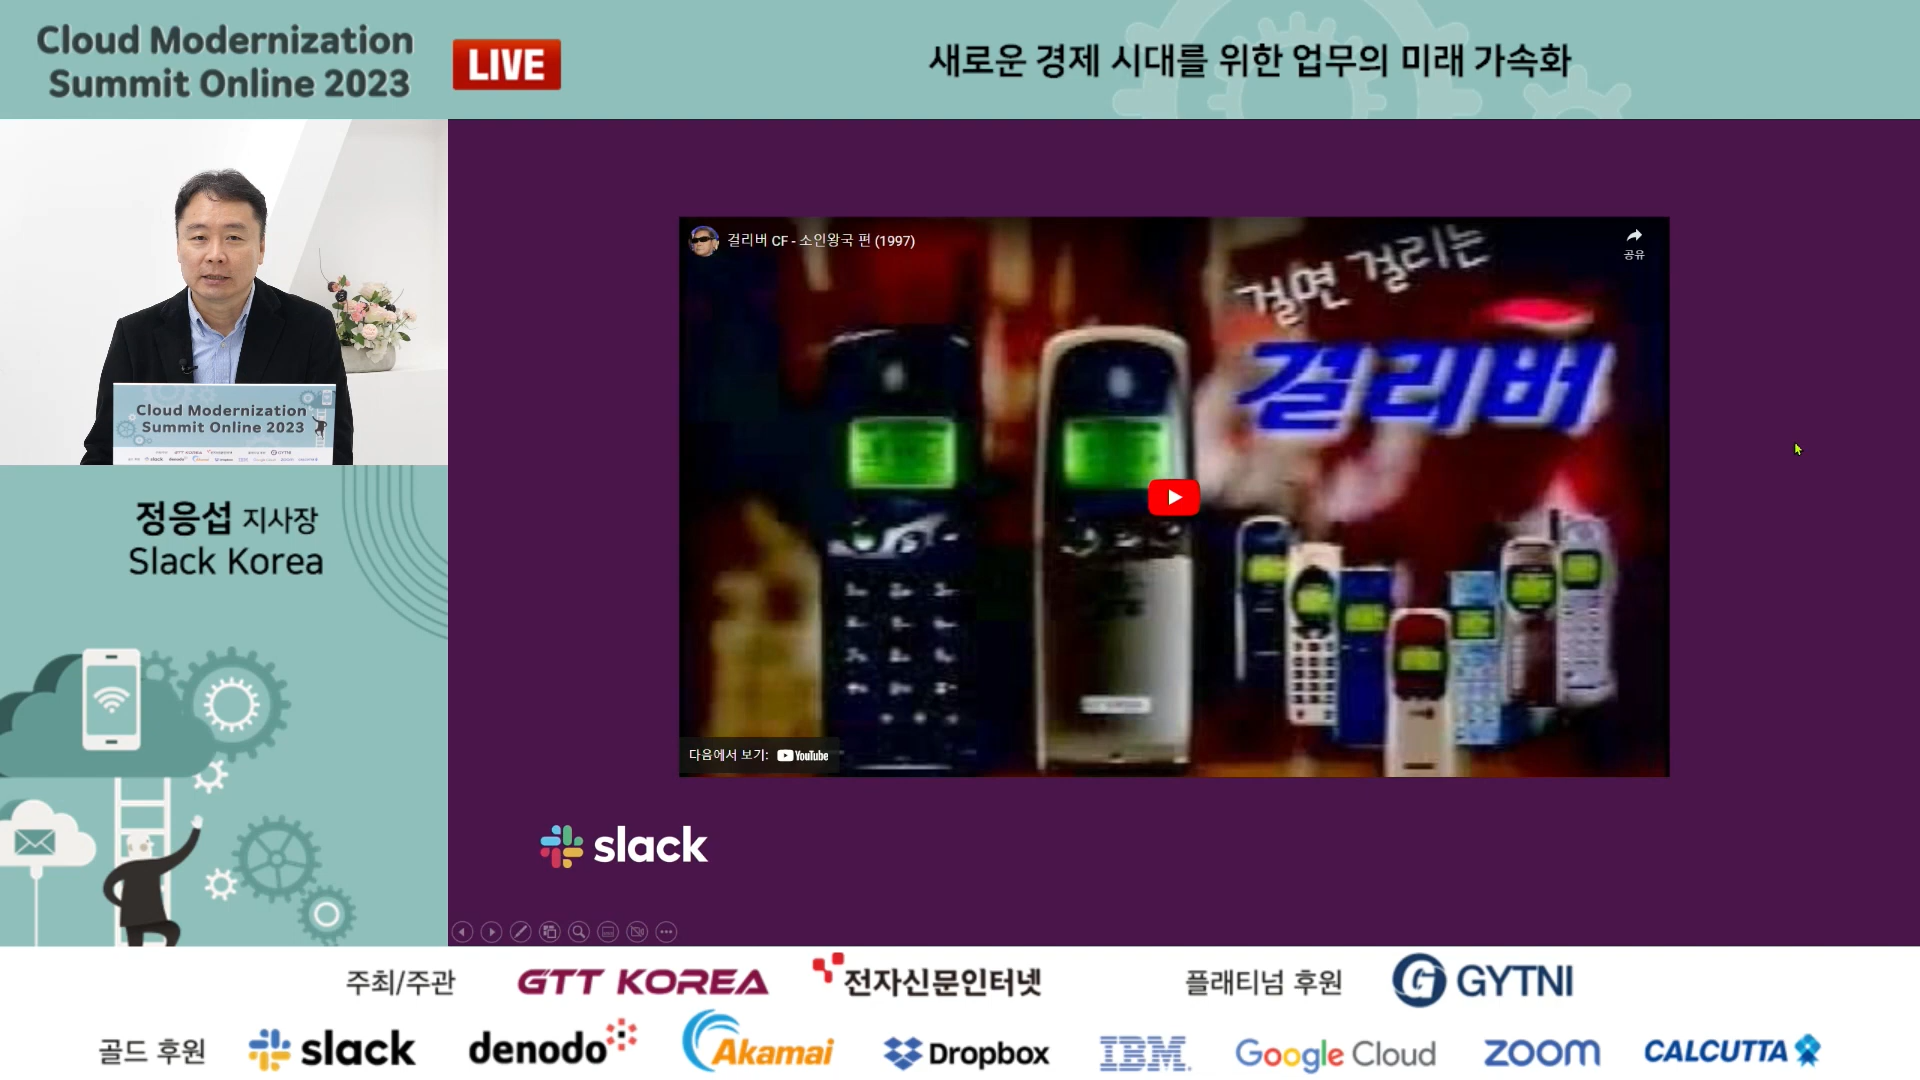 Cloud Modernization
Summit Online 2023
LIVE
새로운 경제 시대를 위한 업무의 미래 가속화
걸리버 CF - 소인왕국 편 (1997)
공유
걸면 걸리는
걸리버
다음에서 보기: YouTube
Cloud Modernization
Summit Online 2023
정응섭 지사장
Slack Korea
slack
주최/주관 GTT KOREA 전자신문인터넷 플래티넘 후원 GYTNI
골드 후원 slack denodo Akamai Dropbox IBM Google Cloud ZOOM CALCUTTA